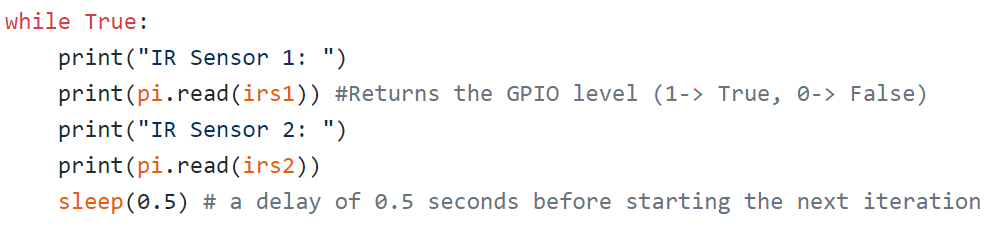 while True:
    print("IR Sensor 1: ")
    print(pi.read(irs1)) #Returns the GPIO level (1-> True, 0-> False)
    print("IR Sensor 2: ")
    print(pi.read(irs2))
    sleep(0.5) # a delay of 0.5 seconds before starting the next iteration